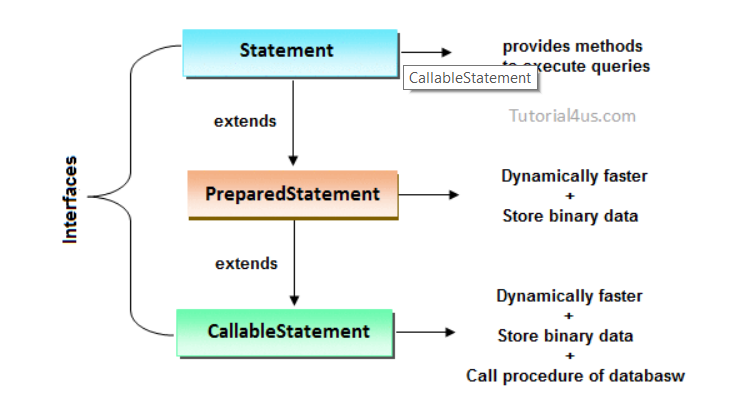 Statement
provides methods
to execute queries
CallableStatement
Tutorial4us.com
extends
Interfaces
PreparedStatement
Dynamically faster
+
Store binary data
extends
CallableStatement
Dynamically faster
+
Store binary data
+
Call procedure of databasw